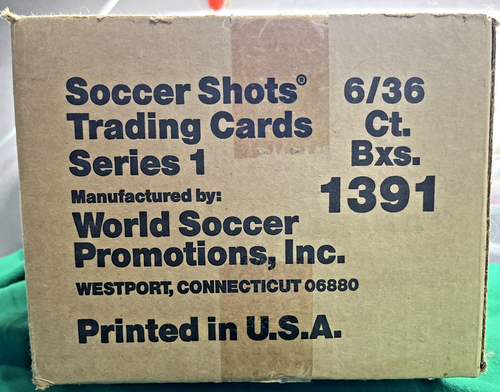 Soccer Shots®
Trading Cards
Series 1
Manufactured by:
World Soccer
Promotions, Inc.
WESTPORT, CONNECTICUT 06880
Printed in U.S.A.
6/36
Ct.
Bxs.
1391